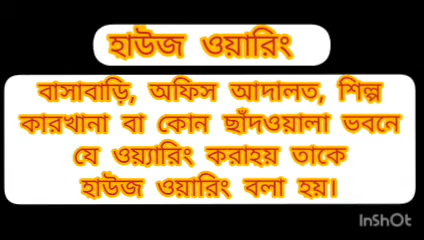 হাউজ ওয়ারিং
বাসাবাড়ি, অফিস আদালত, শিল্প
কারখানা বা কোন ছাঁদওয়ালা ভবনে
যে ওয়্যারিং করাহয় তাকে
হাউজ ওয়ারিং বলা হয়।
InShOt